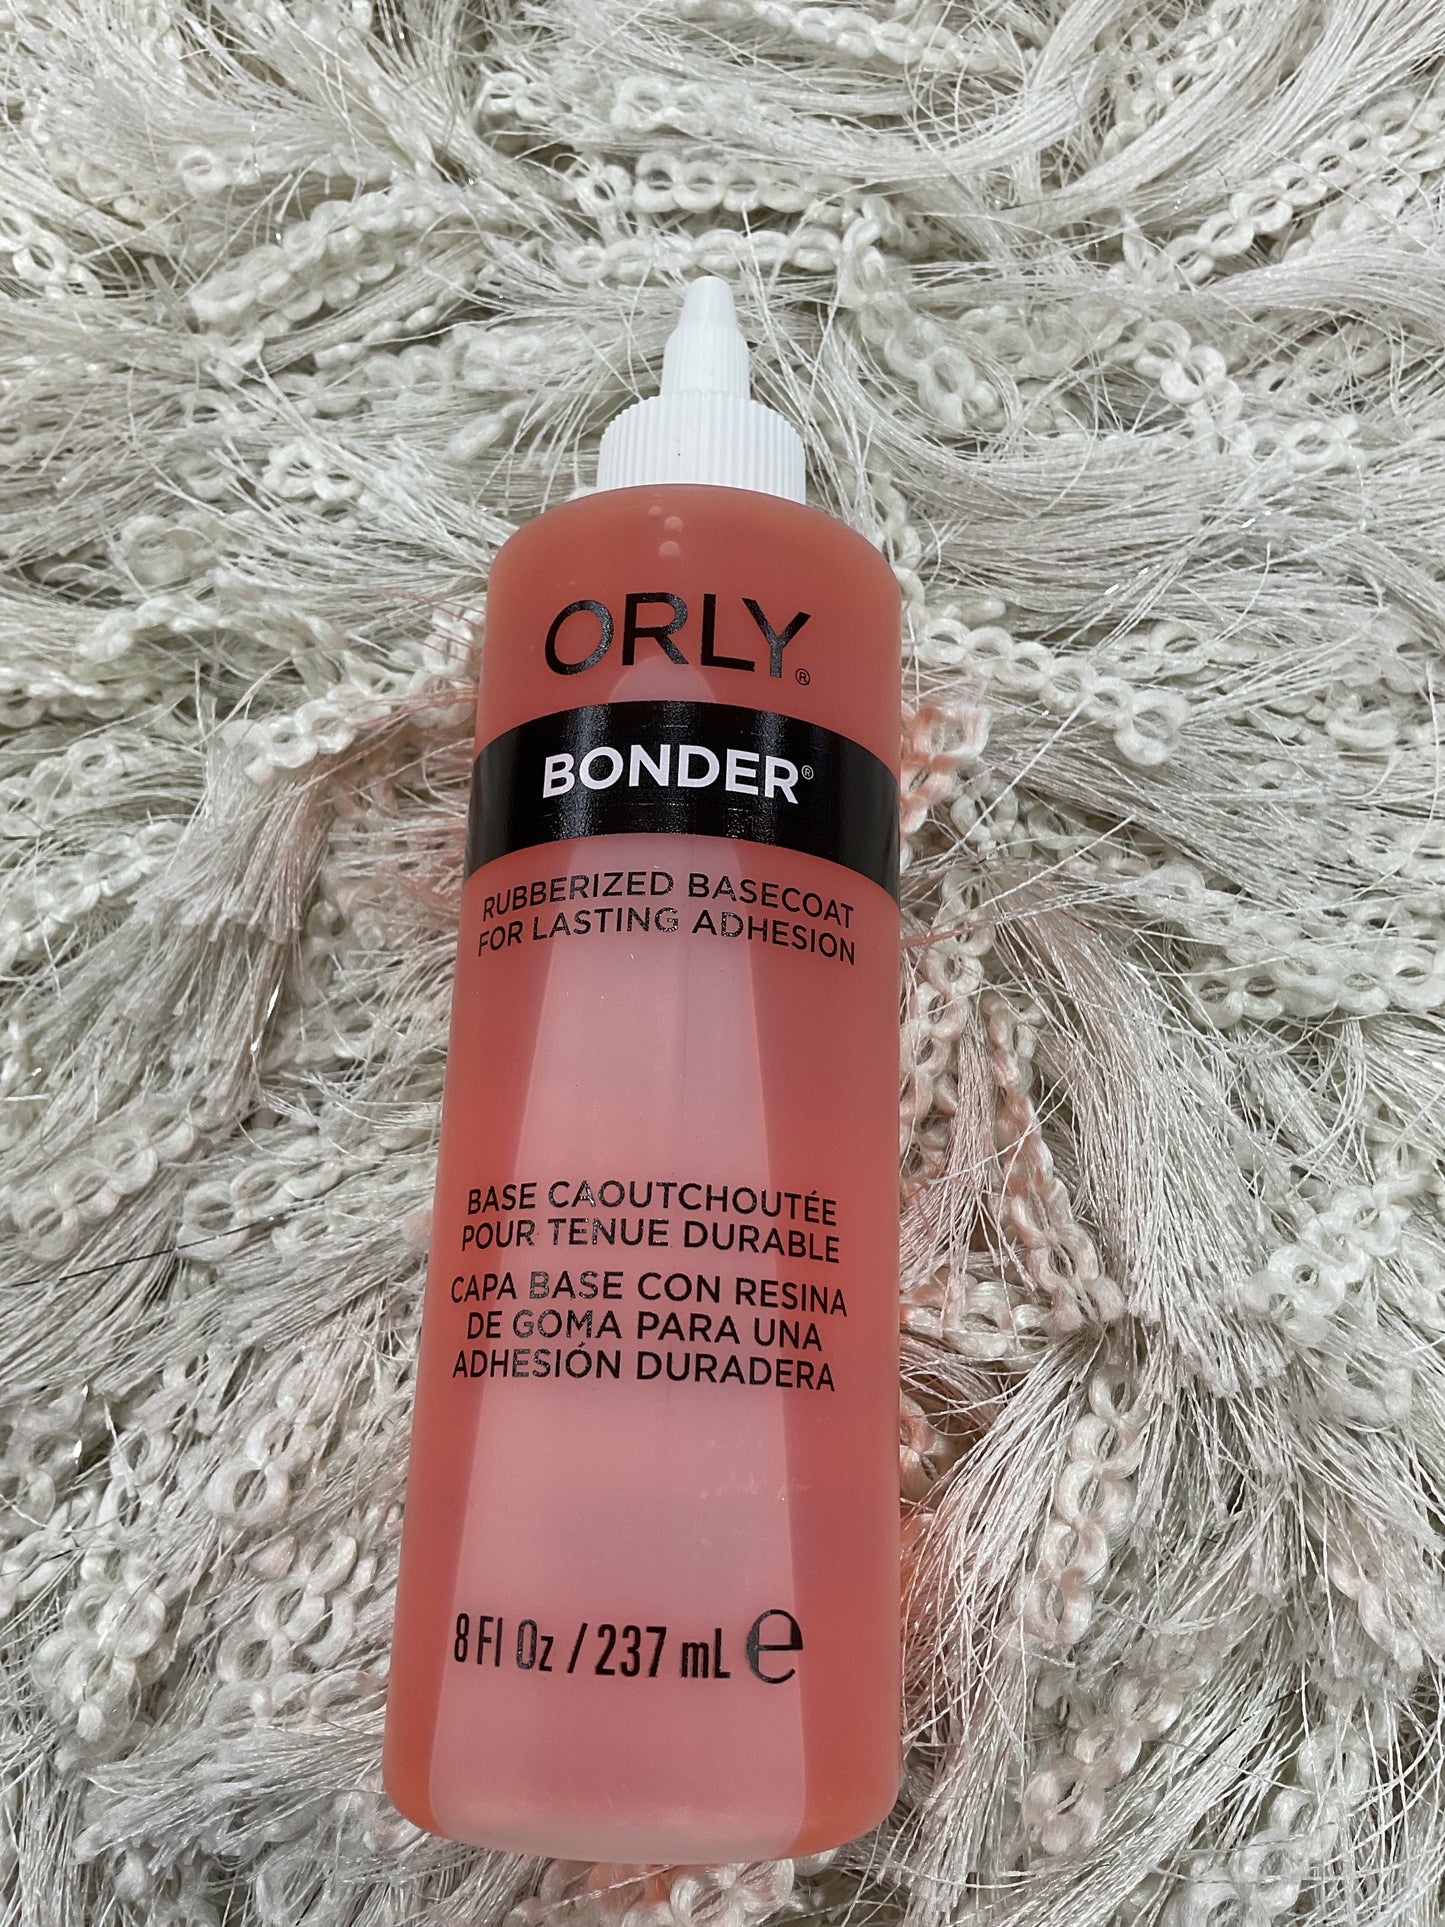 ORLY®
BONDER®
RUBBERIZED BASECOAT
FOR LASTING ADHESION
BASE CAOUTCHOUTÉE
POUR TENUE DURABLE
CAPA BASE CON RESINA
DE GOMA PARA UNA
ADHESIÓN DURADERA
8 Fl Oz / 237 mL ℮